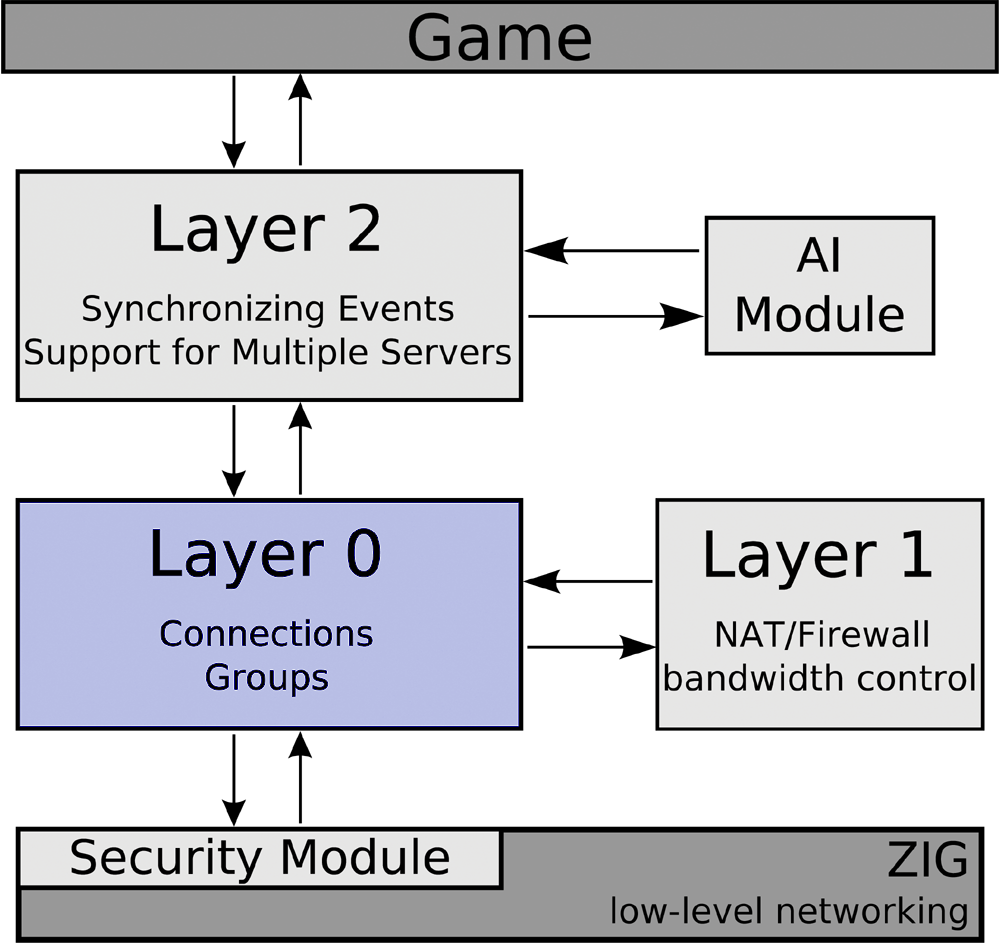 Game
Layer 2
Synchronizing Events
Support for Multiple Servers
AI
Module
Layer 0
Connections
Groups
Layer 1
NAT/Firewall
bandwidth control
Security Module
ZIG
low-level networking